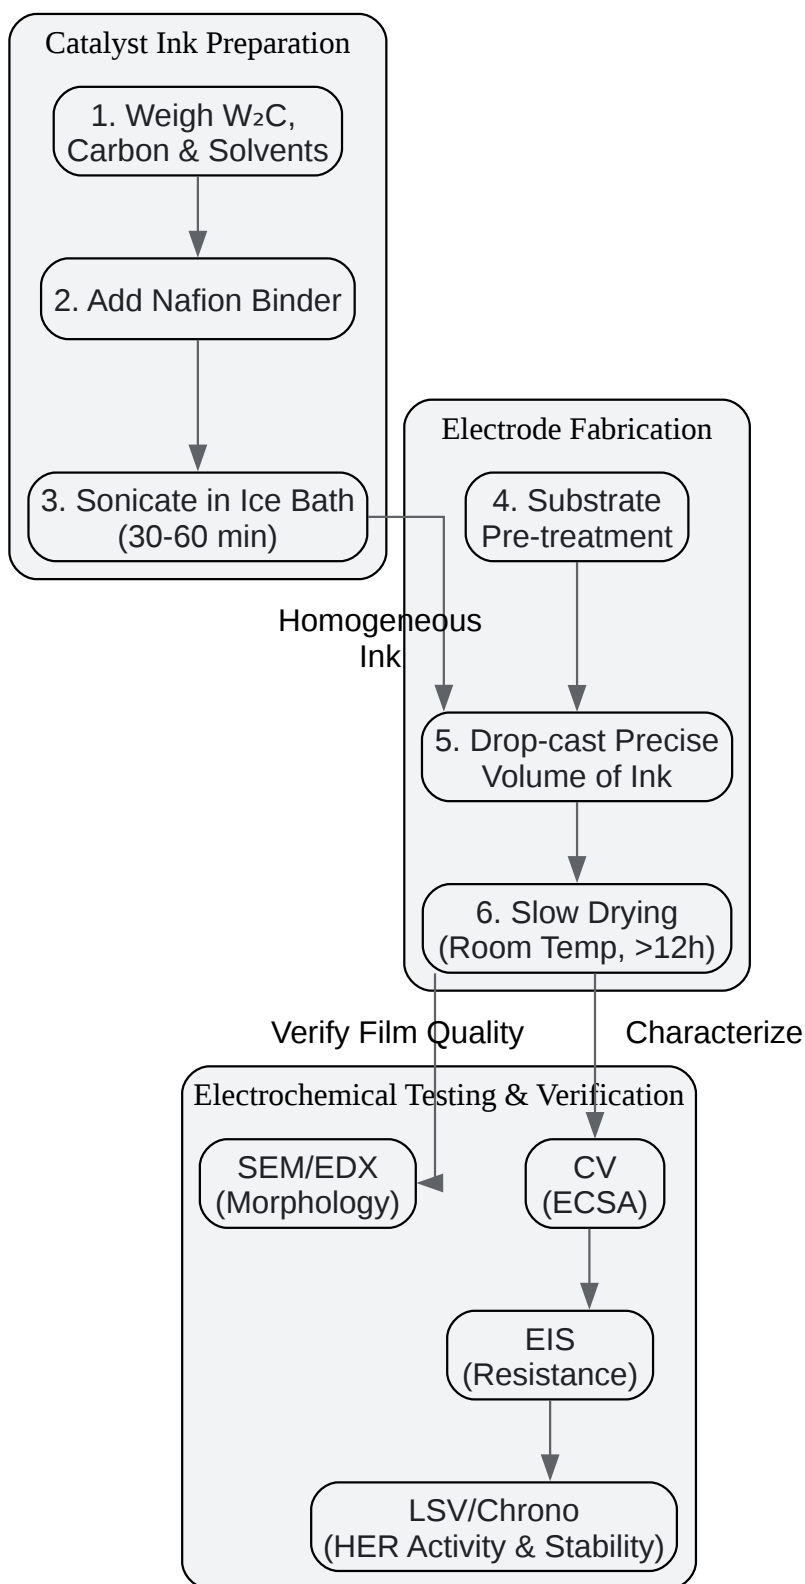 Catalyst Ink Preparation
1. Weigh W₂C,
Carbon & Solvents
2. Add Nafion Binder
3. Sonicate in Ice Bath
(30-60 min)
Homogeneous
Ink
Electrode Fabrication
4. Substrate
Pre-treatment
5. Drop-cast Precise
Volume of Ink
6. Slow Drying
(Room Temp, >12h)
Verify Film Quality
Characterize
Electrochemical Testing & Verification
SEM/EDX
(Morphology)
CV
(ECSA)
EIS
(Resistance)
LSV/Chrono
(HER Activity & Stability)